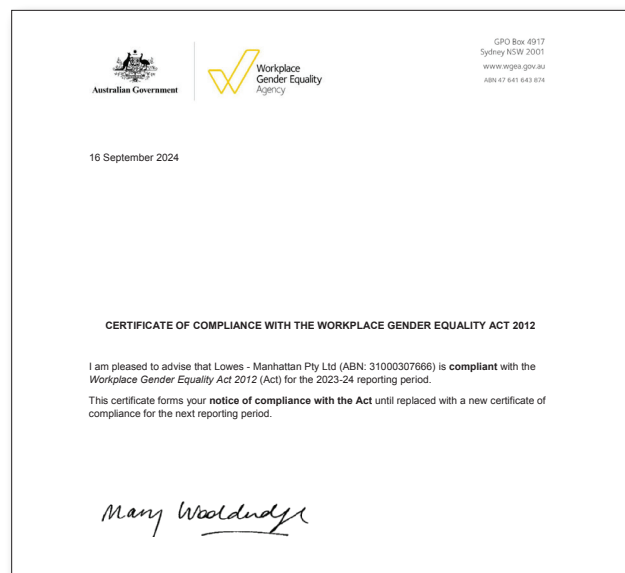 GPO Box 4917
Sydney NSW 2001
www.wgea.gov.au
ABN 47 641 643 874
Australian Government
Workplace
Gender Equality
Agency
16 September 2024
CERTIFICATE OF COMPLIANCE WITH THE WORKPLACE GENDER EQUALITY ACT 2012
I am pleased to advise that Lowes - Manhattan Pty Ltd (ABN: 31000307666) is compliant with the
Workplace Gender Equality Act 2012 (Act) for the 2023-24 reporting period.
This certificate forms your notice of compliance with the Act until replaced with a new certificate of
compliance for the next reporting period.
Mary Wooldridge